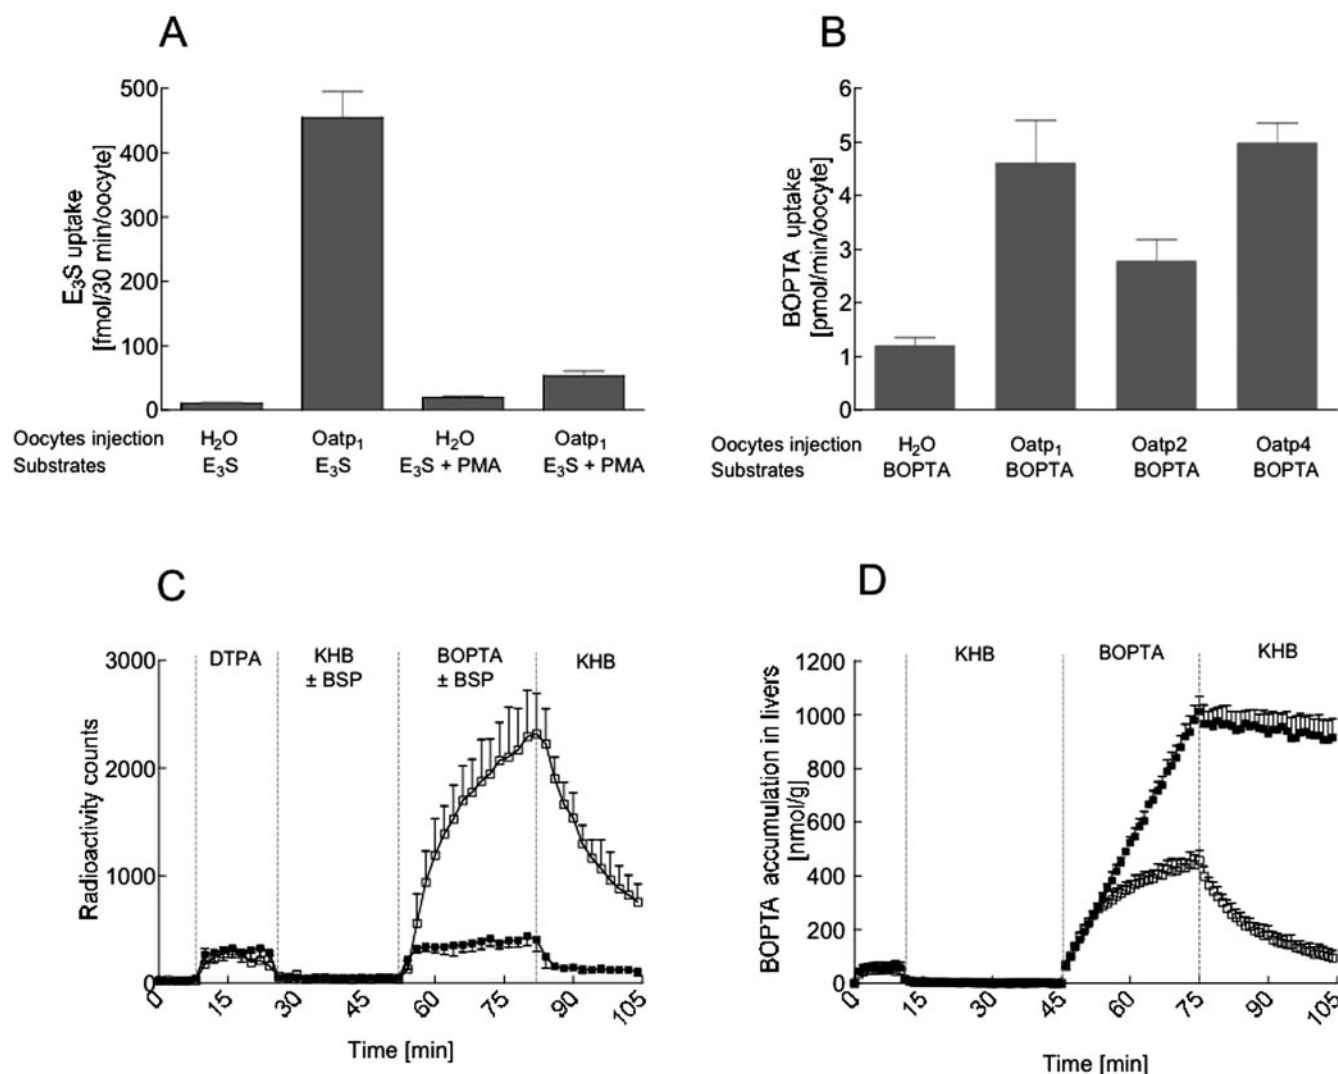 A
E₃S uptake
[fmol/30 min/oocyte]
500
400
300
200
100
0
Oocytes injection H₂O Oatp₁ H₂O Oatp₁
Substrates E₃S E₃S E₃S + PMA E₃S + PMA
B
BOPTA uptake
[pmol/min/oocyte]
6
5
4
3
2
1
0
Oocytes injection H₂O Oatp₁ Oatp2 Oatp4
Substrates BOPTA BOPTA BOPTA BOPTA
C
DTPA KHB BOPTA KHB
± BSP ± BSP
Radioactivity counts
3000
2000
1000
0
0 15 30 45 60 75 90 105
Time [min]
D
KHB BOPTA KHB
BOPTA accumulation in livers
[nmol/g]
1200
1000
800
600
400
200
0
0 15 30 45 60 75 90 105
Time [min]